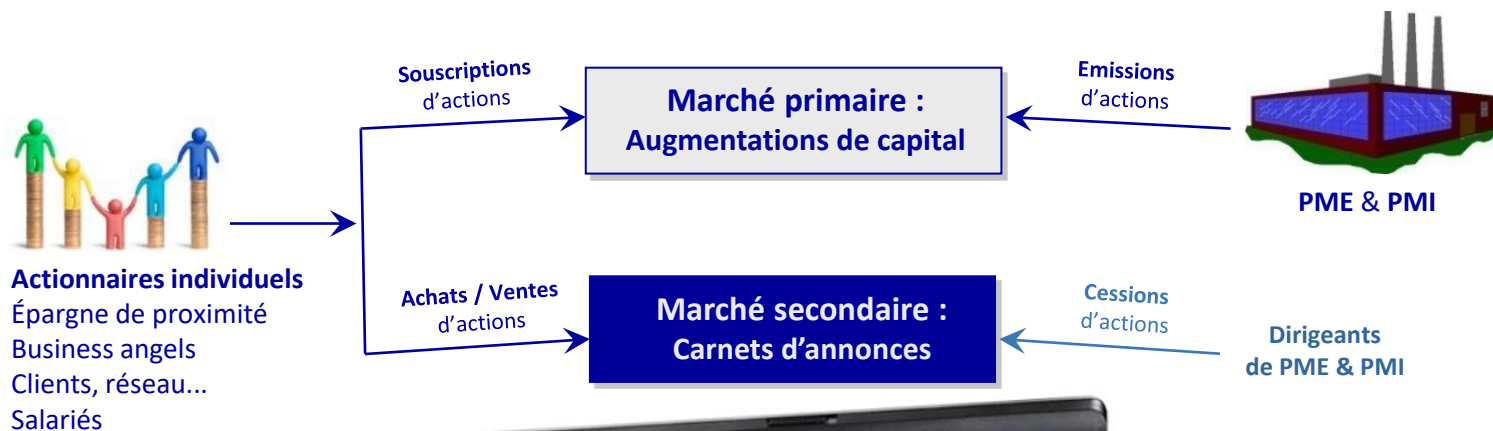 Souscriptions
d'actions
Marché primaire :
Augmentations de capital
Emissions
d'actions
PME & PMI
Actionnaires individuels
Épargne de proximité
Business angels
Clients, réseau...
Salariés
Achats / Ventes
d'actions
Marché secondaire :
Carnets d'annonces
Cessions
d'actions
Dirigeants
de PME & PMI